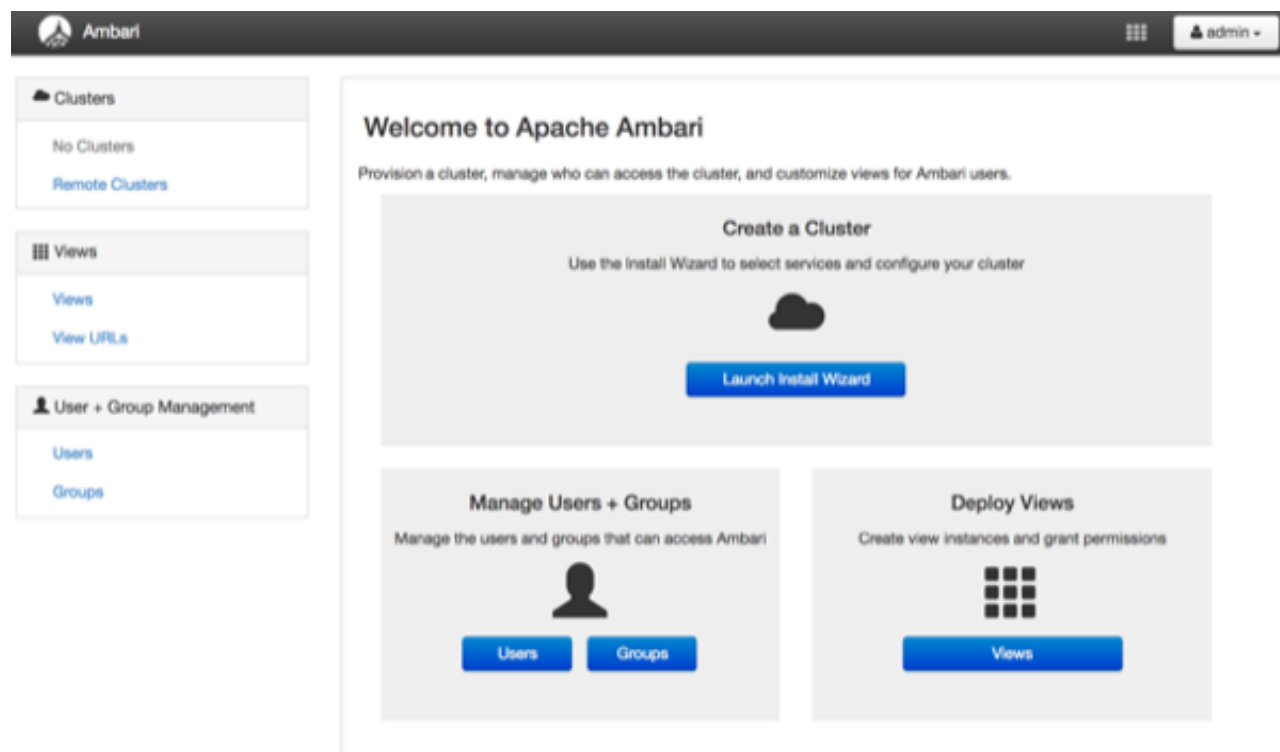 Ambari
admin
Clusters
No Clusters
Remote Clusters
Views
Views
View URLs
User + Group Management
Users
Groups
Welcome to Apache Ambari
Provision a cluster, manage who can access the cluster, and customize views for Ambari users.
Create a Cluster
Use the Install Wizard to select services and configure your cluster
Launch Install Wizard
Manage Users + Groups
Manage the users and groups that can access Ambari
Users
Groups
Deploy Views
Create view instances and grant permissions
Views